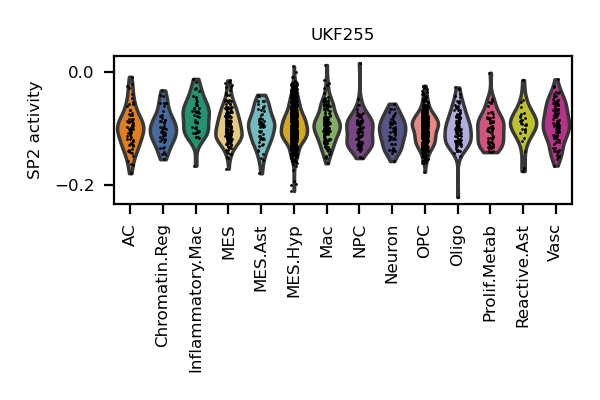 UKF255
SP2 activity
0.0
−0.2
AC
Chromatin.Reg
Inflammatory.Mac
MES
MES.Ast
MES.Hyp
Mac
NPC
Neuron
OPC
Oligo
Prolif.Metab
Reactive.Ast
Vasc